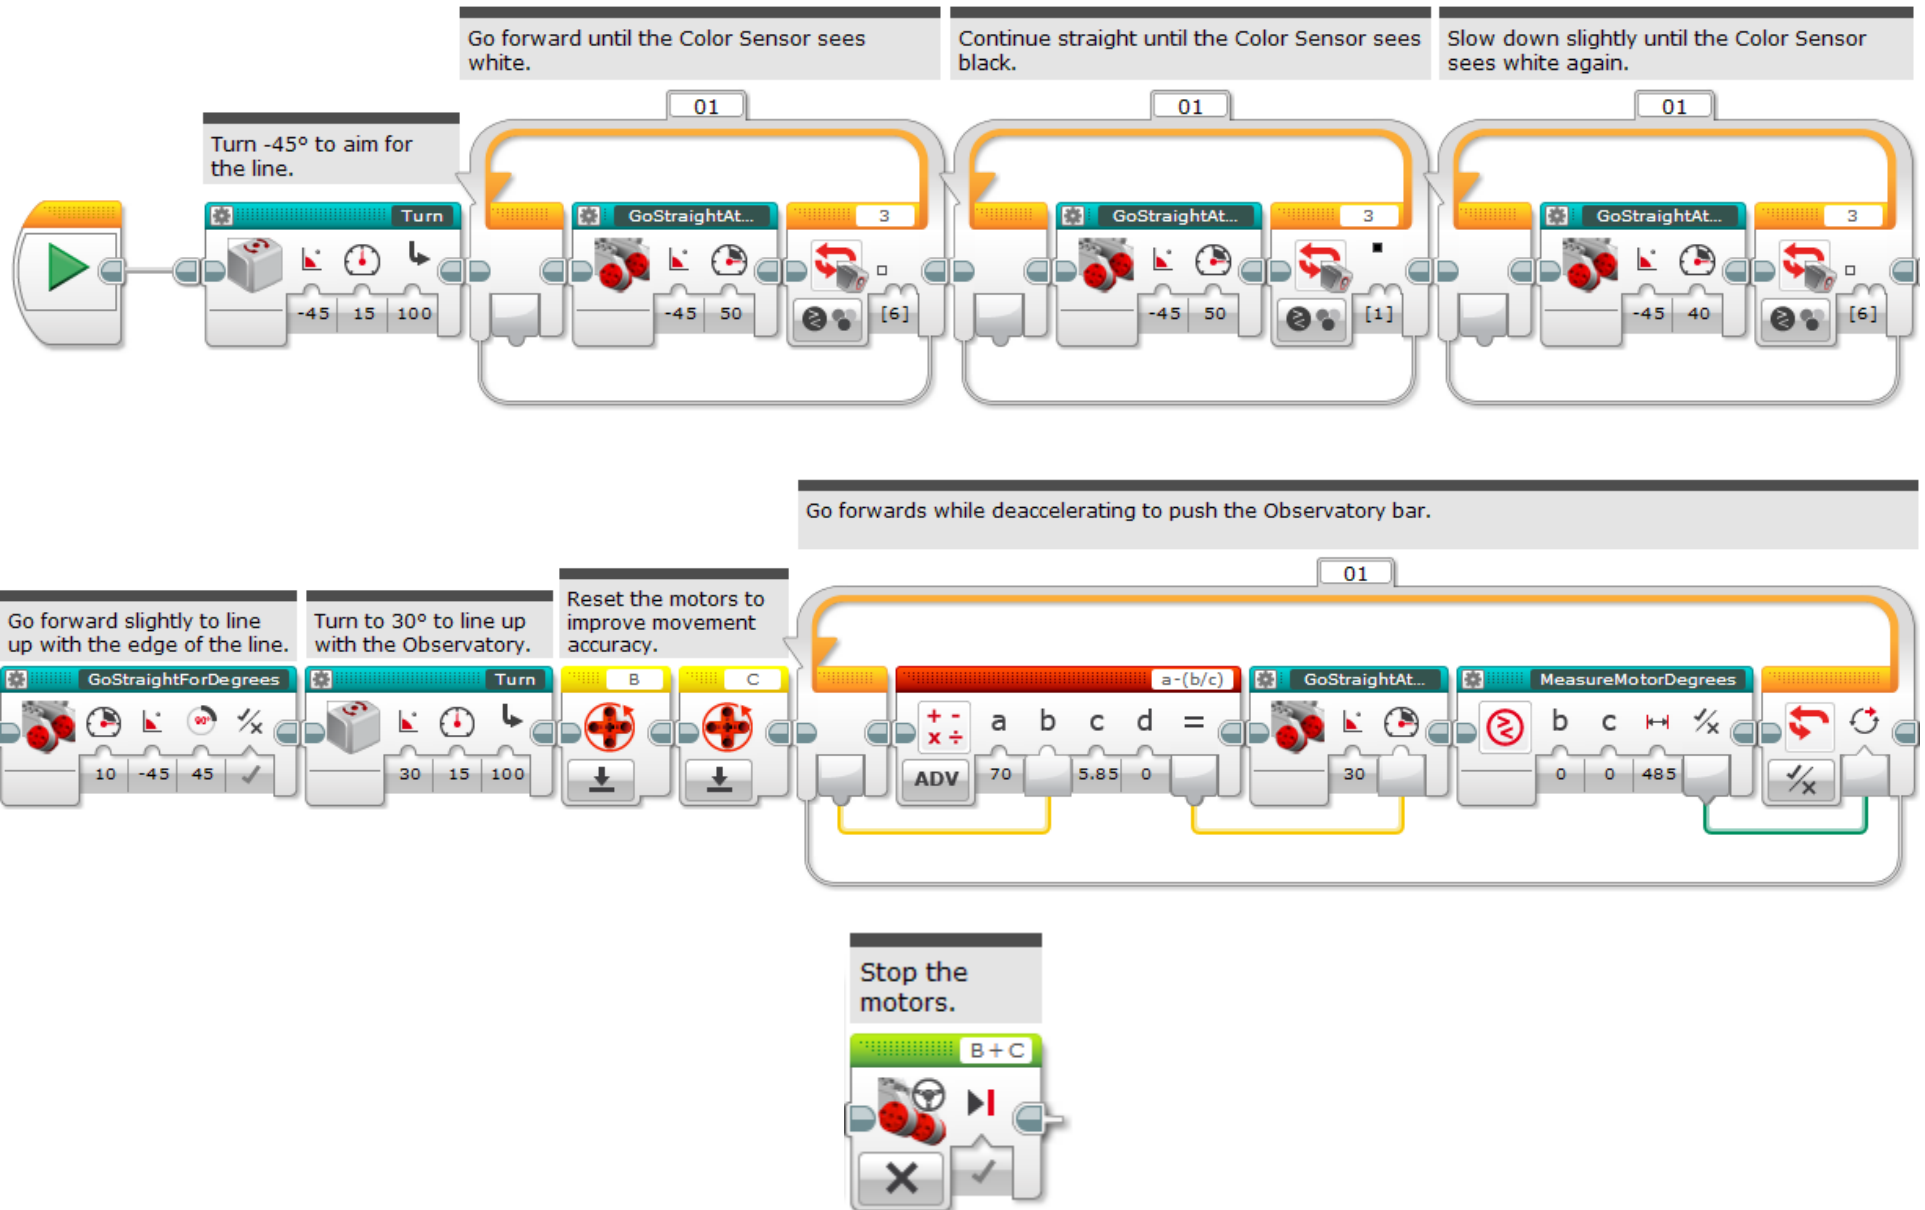 Go forward until the Color Sensor sees
white.
Continue straight until the Color Sensor sees
black.
Slow down slightly until the Color Sensor
sees white again.
01
01
01
Turn -45º to aim for
the line.
Turn
GoStraightAt...
3
GoStraightAt...
3
GoStraightAt...
3
-45 15 100
-45 50
[6]
-45 50
[1]
-45 40
[6]
Go forwards while deaccelerating to push the Observatory bar.
01
Go forward slightly to line
up with the edge of the line.
Turn to 30º to line up
with the Observatory.
Reset the motors to
improve movement
accuracy.
GoStraightForDegrees
Turn
B
C
a-(b/c)
GoStraightAt...
MeasureMotorDegrees
90°
a b c d =
b c
10 -45 45
30 15 100
ADV
70 5.85 0
30
0 0 485
Stop the
motors.
B + C